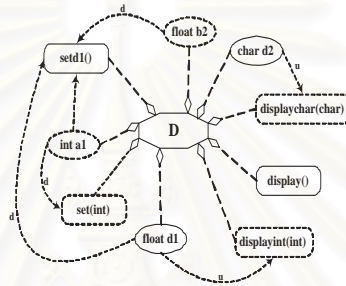 d
float b2
char d2
setd1()
u
displaychar(char)
D
int a1
display()
d
set(int)
d
float d1
displayint(int)
u